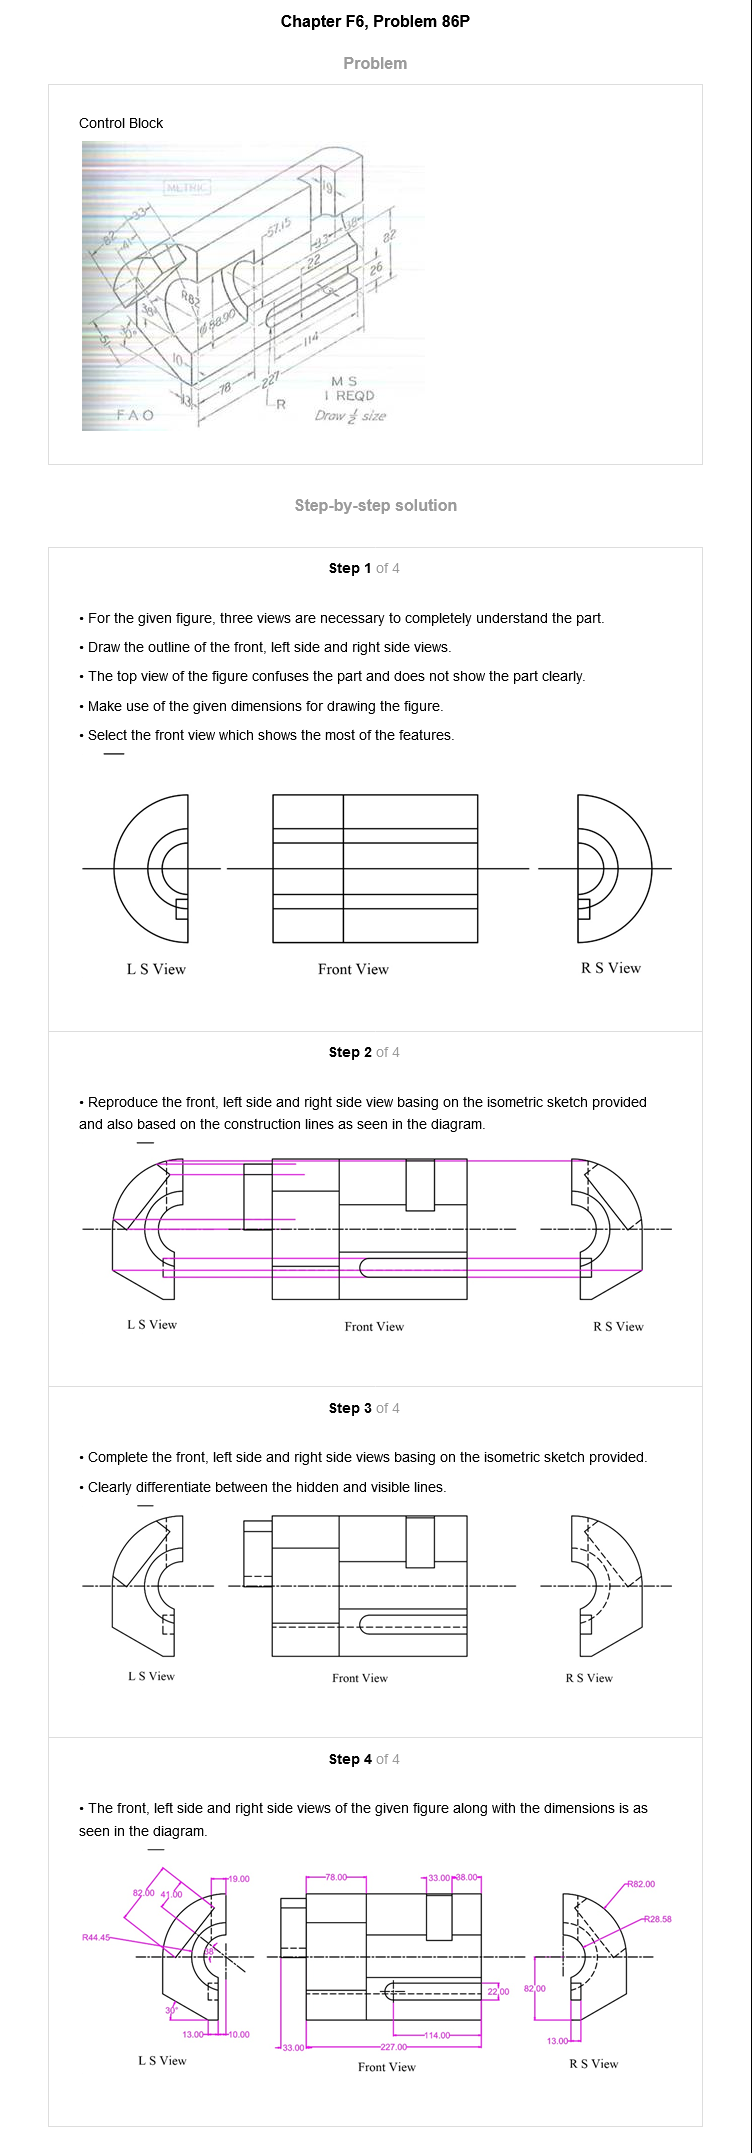 Chapter F6, Problem 86P
Problem
Control Block
METRIC
33
82
41
19
57.15
13
38
82
22
26
R82
38°
88.90
13
114
10
78
227
13
R
M S
1 REQD
Draw ½ size
F A O
Step-by-step solution
Step 1 of 4
• For the given figure, three views are necessary to completely understand the part.
• Draw the outline of the front, left side and right side views.
• The top view of the figure confuses the part and does not show the part clearly.
• Make use of the given dimensions for drawing the figure.
• Select the front view which shows the most of the features.
L S View
Front View
R S View
Step 2 of 4
• Reproduce the front, left side and right side view basing on the isometric sketch provided
and also based on the construction lines as seen in the diagram.
L S View
Front View
R S View
Step 3 of 4
• Complete the front, left side and right side views basing on the isometric sketch provided.
• Clearly differentiate between the hidden and visible lines.
L S View
Front View
R S View
Step 4 of 4
• The front, left side and right side views of the given figure along with the dimensions is as
seen in the diagram.
19.00
82.00 41.00
R44.45
38°
30°
13.00
10.00
L S View
78.00
33.00
38.00
22.00
114.00
33.00
227.00
Front View
R82.00
R28.58
82.00
13.00
R S View